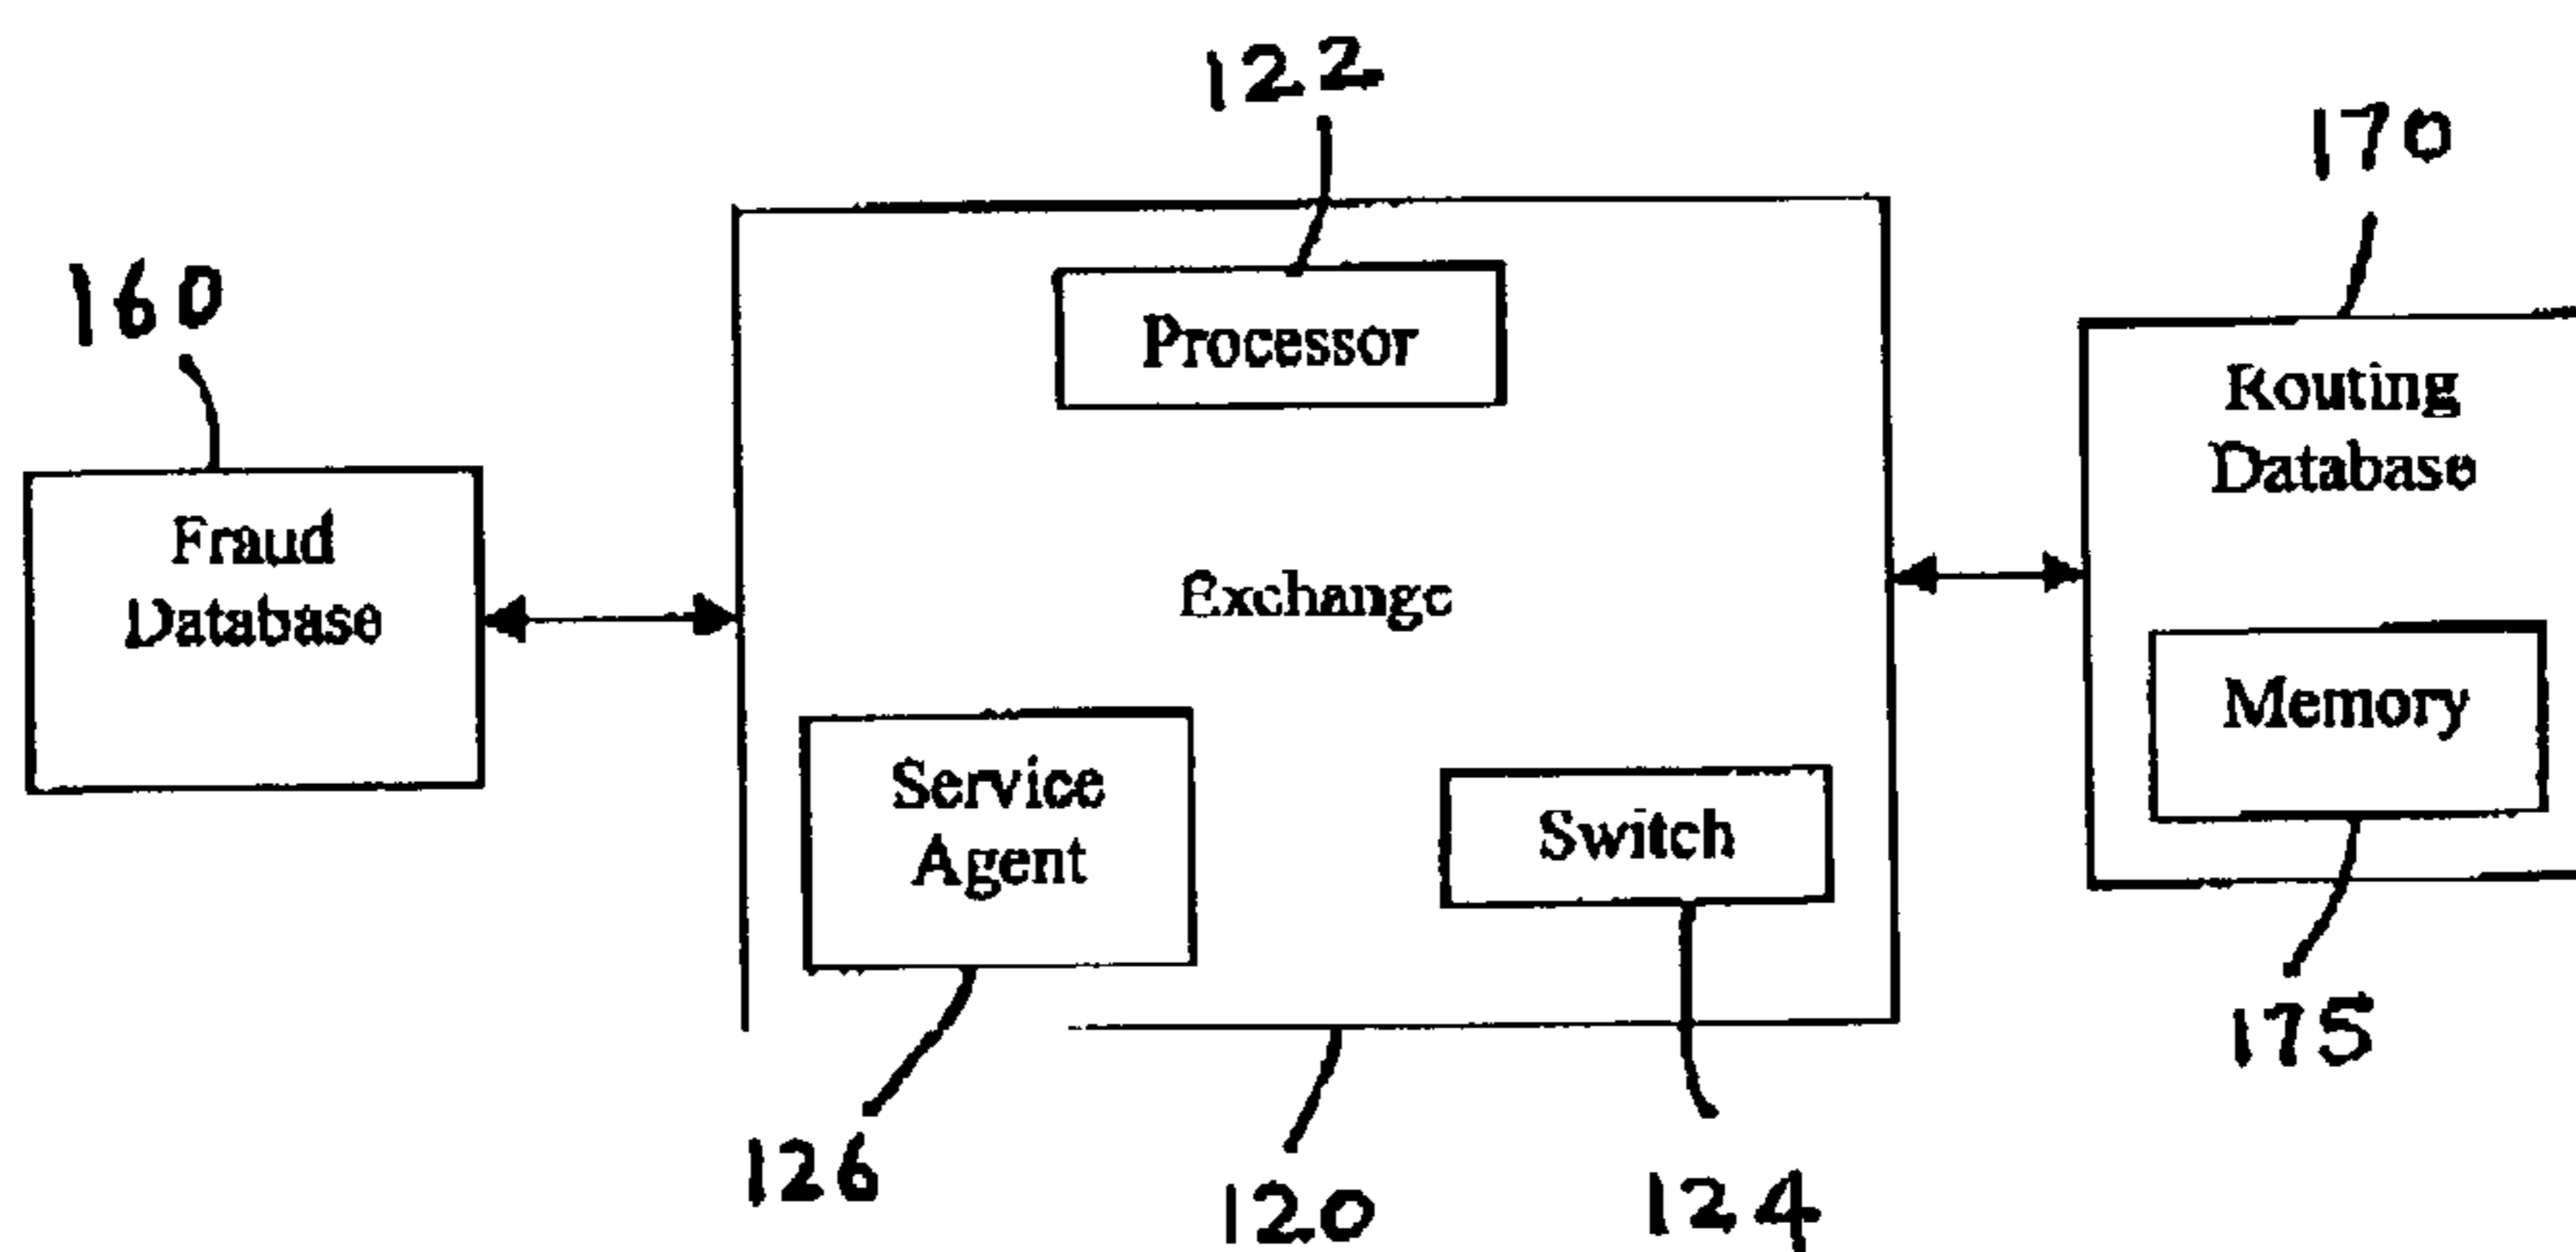 122
170
160
Processor
Routing
Database
Fraud
Database
Exchange
Memory
Service
Agent
Switch
175
126
120
124